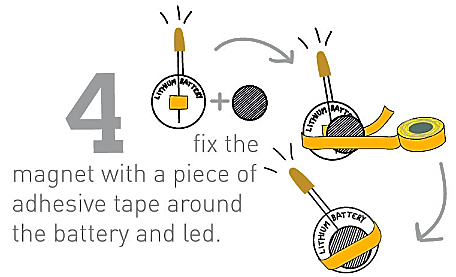 LITHIUM BATTERY
LITHIUM BATTERY
4
fix the
magnet with a piece of
adhesive tape around
the battery and led.
LITHIUM BATTERY